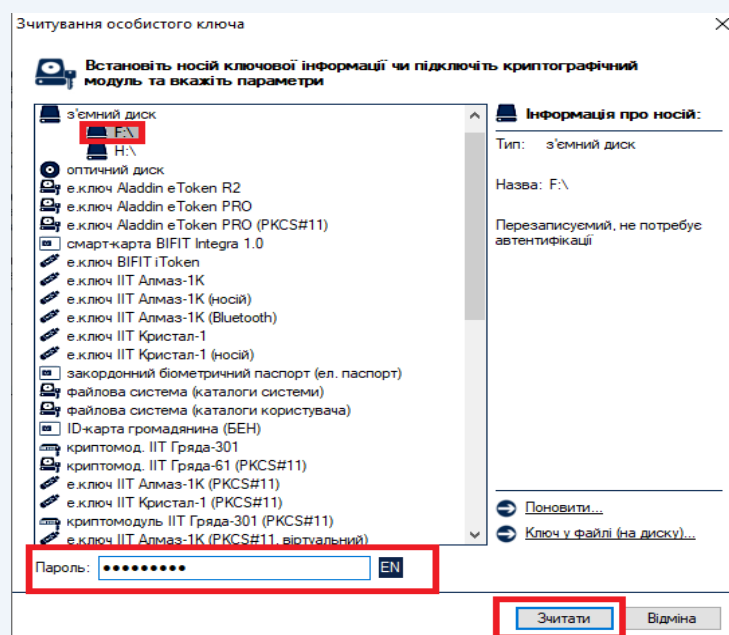 Зчитування особистого ключа
Встановіть носій ключової інформації чи підключіть криптографічний
модуль та вкажіть параметри
з'ємний диск
F:\
H:\
оптичний диск
е.ключ Aladdin eToken R2
е.ключ Aladdin eToken PRO
е.ключ Aladdin eToken PRO (PKCS#11)
смарт-карта BIFIT Integra 1.0
е.ключ BIFIT iToken
е.ключ ІІТ Алмаз-1К
е.ключ ІІТ Алмаз-1К (носій)
е.ключ ІІТ Алмаз-1К (Bluetooth)
е.ключ ІІТ Кристал-1
е.ключ ІІТ Кристал-1 (носій)
закордонний біометричний паспорт (ел. паспорт)
файлова система (каталоги системи)
файлова система (каталоги користувача)
ID-карта громадянина (БЕН)
криптомод. ІІТ Гряда-301
криптомод. ІІТ Гряда-61 (PKCS#11)
е.ключ ІІТ Алмаз-1К (PKCS#11)
е.ключ ІІТ Кристал-1 (PKCS#11)
криптомодуль ІІТ Гряда-301 (PKCS#11)
е.ключ ІІТ Алмаз-1К (PKCS#11, віртуальний)
Інформація про носій:
Тип: з'ємний диск
Назва: F:\
Перезаписуемий, не потребує
автентифікації
Поновити...
Ключ у файлі (на диску)...
Пароль: ●●●●●●●●● EN
Зчитати Відміна